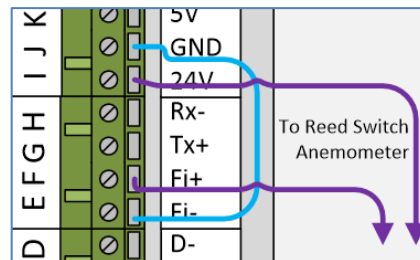 I J K
E F G H
D
5V
GND
24V
Rx-
Tx+
Fi+
Fi-
D-
To Reed Switch
Anemometer